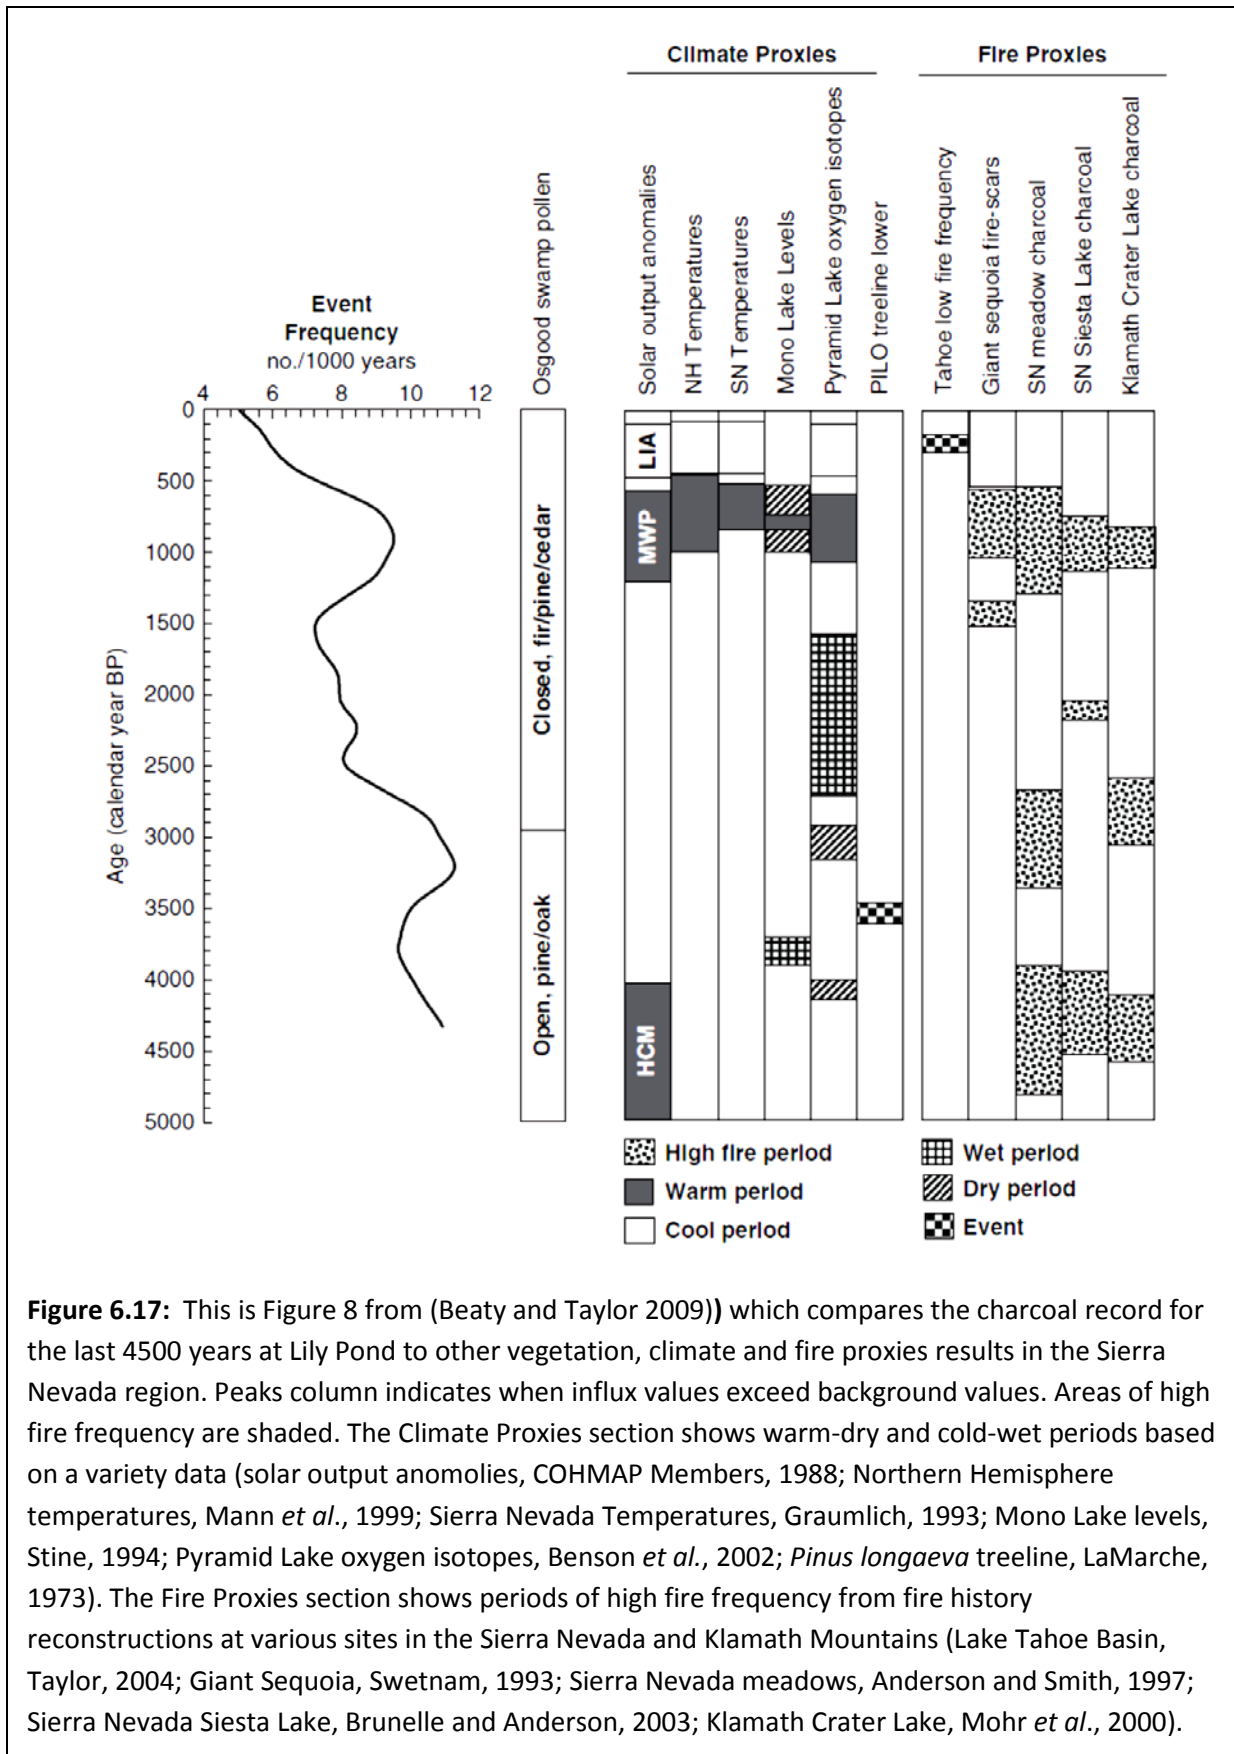 Climate Proxies
Fire Proxies
Event
Frequency
no./1000 years
4 6 8 10 12
Age (calendar year BP)
0
500
1000
1500
2000
2500
3000
3500
4000
4500
5000
Osgood swamp pollen
Closed, fir/pine/cedar
Open, pine/oak
Solar output anomalies
NH Temperatures
SN Temperatures
Mono Lake Levels
Pyramid Lake oxygen isotopes
PILO treeline lower
Tahoe low fire frequency
Giant sequoia fire-scars
SN meadow charcoal
SN Siesta Lake charcoal
Klamath Crater Lake charcoal
LIA
MWP
HCM
High fire period
Warm period
Cool period
Wet period
Dry period
Event
Figure 6.17: This is Figure 8 from (Beaty and Taylor 2009)) which compares the charcoal record for
the last 4500 years at Lily Pond to other vegetation, climate and fire proxies results in the Sierra
Nevada region. Peaks column indicates when influx values exceed background values. Areas of high
fire frequency are shaded. The Climate Proxies section shows warm-dry and cold-wet periods based
on a variety data (solar output anomolies, COHMAP Members, 1988; Northern Hemisphere
temperatures, Mann et al., 1999; Sierra Nevada Temperatures, Graumlich, 1993; Mono Lake levels,
Stine, 1994; Pyramid Lake oxygen isotopes, Benson et al., 2002; Pinus longaeva treeline, LaMarche,
1973). The Fire Proxies section shows periods of high fire frequency from fire history
reconstructions at various sites in the Sierra Nevada and Klamath Mountains (Lake Tahoe Basin,
Taylor, 2004; Giant Sequoia, Swetnam, 1993; Sierra Nevada meadows, Anderson and Smith, 1997;
Sierra Nevada Siesta Lake, Brunelle and Anderson, 2003; Klamath Crater Lake, Mohr et al., 2000).